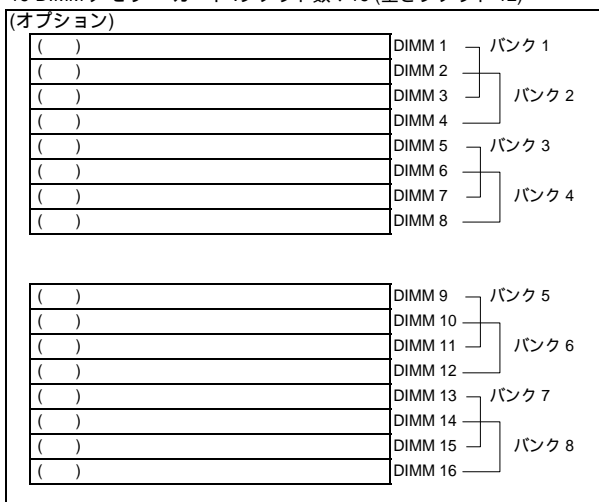 (オプション)
( ) DIMM 1 バンク 1
( ) DIMM 2
( ) DIMM 3 バンク 2
( ) DIMM 4
( ) DIMM 5 バンク 3
( ) DIMM 6
( ) DIMM 7 バンク 4
( ) DIMM 8
( ) DIMM 9 バンク 5
( ) DIMM 10
( ) DIMM 11 バンク 6
( ) DIMM 12
( ) DIMM 13 バンク 7
( ) DIMM 14
( ) DIMM 15 バンク 8
( ) DIMM 16